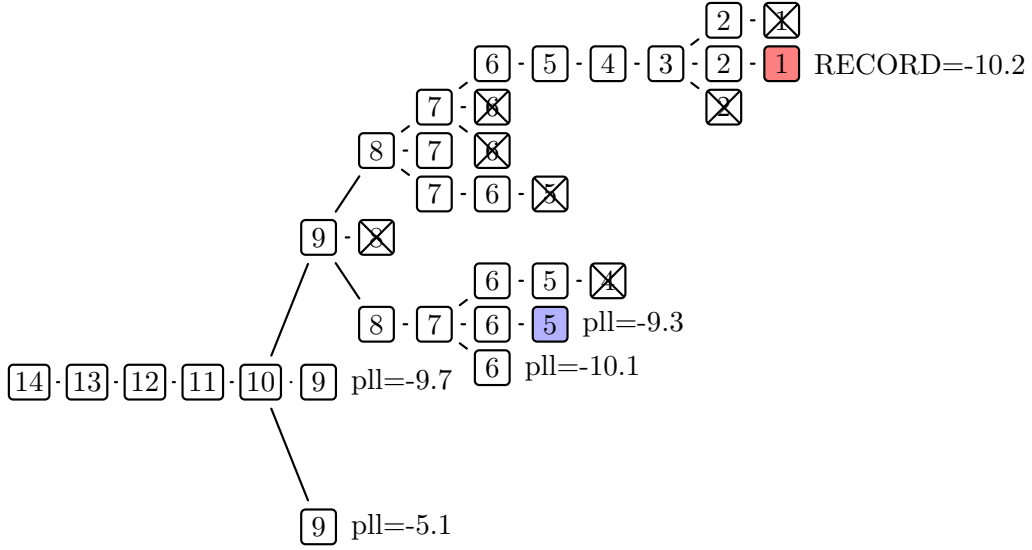 2 1
6 5 4 3 2 1 RECORD=-10.2
7 6 2
8 7 6
7 6 5
9 8
6 5 4
8 7 6 5 pll=-9.3
6 pll=-10.1
14 13 12 11 10 9 pll=-9.7
9 pll=-5.1